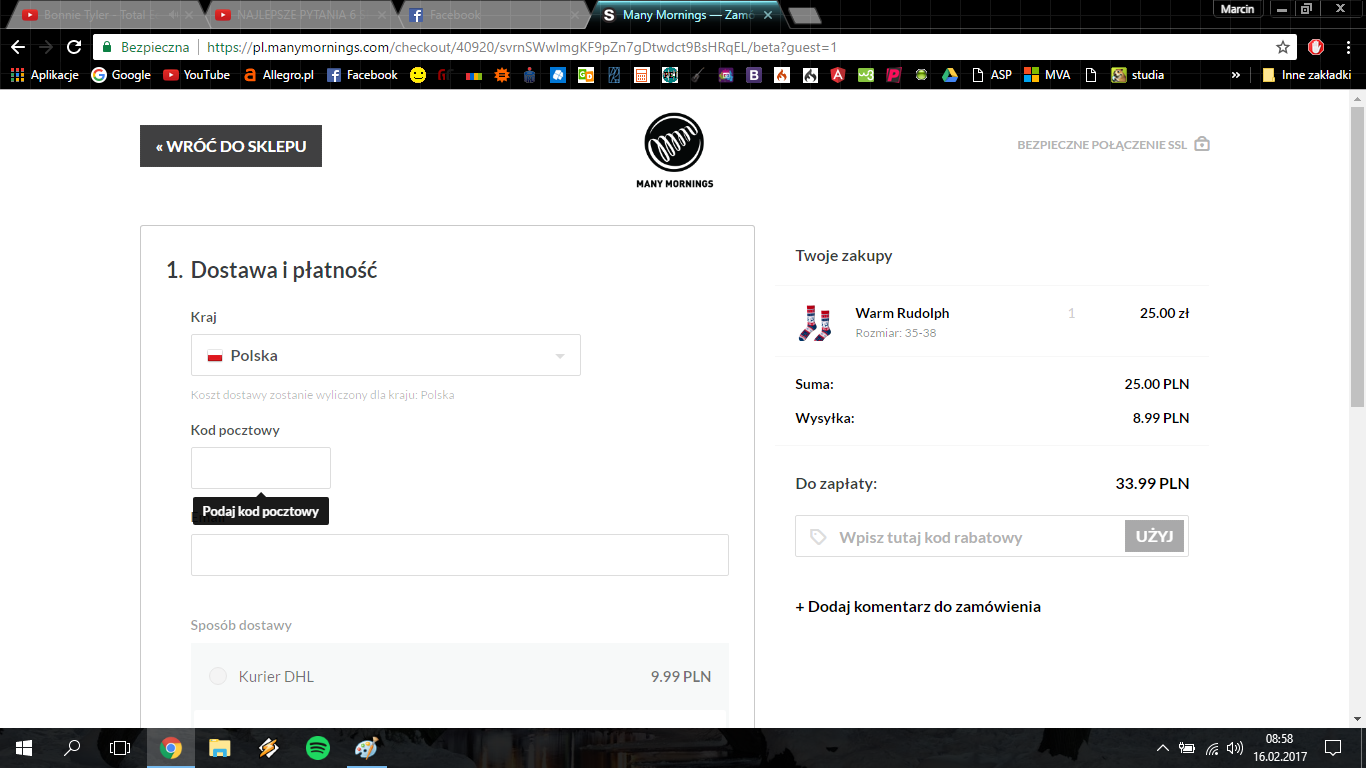 Bonnie Tyler - Total E
NAJLEPSZE PYTANIA 6 S
Facebook
S Many Mornings — Zamó
Marcin
Bezpieczna
https://pl.manymornings.com/checkout/40920/svrnSWwImgKF9pZn7gDtwdct9BsHRqEL/beta?guest=1
Aplikacje
Google
YouTube
Allegro.pl
Facebook
ASP
MVA
studia
»
Inne zakładki
« WRÓĆ DO SKLEPU
MANY MORNINGS
BEZPIECZNE POŁĄCZENIE SSL
1. Dostawa i płatność
Kraj
Polska
Koszt dostawy zostanie wyliczony dla kraju: Polska
Kod pocztowy
Podaj kod pocztowy
Sposób dostawy
Kurier DHL
9.99 PLN
Twoje zakupy
Warm Rudolph
1
25.00 zł
Rozmiar: 35-38
Suma:
25.00 PLN
Wysyłka:
8.99 PLN
Do zapłaty:
33.99 PLN
Wpisz tutaj kod rabatowy
UŻYJ
+ Dodaj komentarz do zamówienia
08:58
16.02.2017